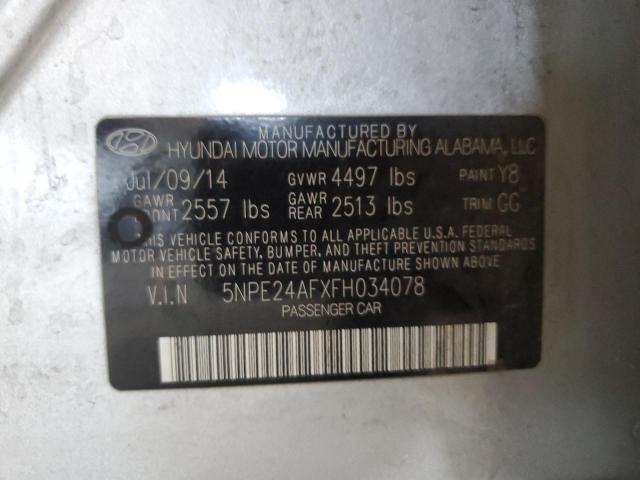 MANUFACTURED BY
HYUNDAI MOTOR MANUFACTURING ALABAMA, LLC
Jul/09/14 GVWR 4497 lbs PAINT Y8
GAWR FRONT 2557 lbs GAWR REAR 2513 lbs TRIM GG
THIS VEHICLE CONFORMS TO ALL APPLICABLE U.S.A. FEDERAL
MOTOR VEHICLE SAFETY, BUMPER, AND THEFT PREVENTION STANDARDS
IN EFFECT ON THE DATE OF MANUFACTURE SHOWN ABOVE.
V.I.N 5NPE24AFXFH034078
PASSENGER CAR